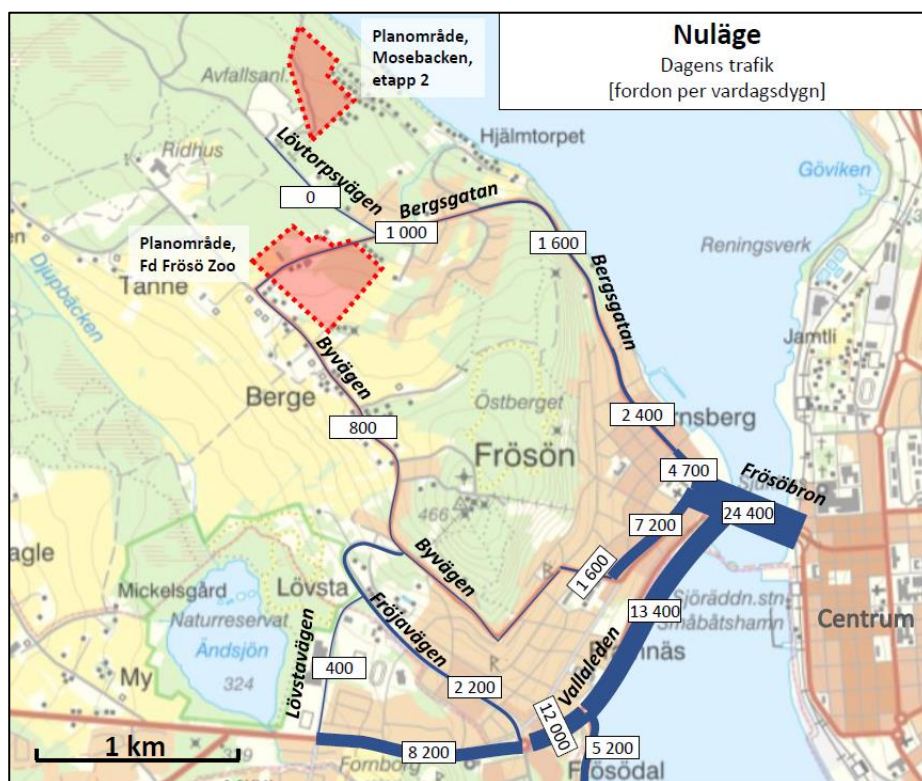 Nuläge
Dagens trafik
[fordon per vardagsdygn]
Planområde,
Mosebacken,
etapp 2
Avfallsanl.
Hjälmtorpet
Göviken
Ridhus
Lövtorpsvägen
0
Bergsgatan
1 000
1 600
Reningsverk
Planområde,
Fd Frösö Zoo
Tanne
Djupbäcken
Bergsgatan
Jamtli
Byvägen
Berge
Östberget
800
2 400
rnsberg
Frösön
4 700
Frösöbron
466
24 400
7 200
agle
Byvägen
1 600
Mickelsgård
Lövsta
Naturreservat
Fröjavägen
13 400
Sjöräddn.stn
Småbåtshamn
Centrum
Ändsjön
Lövstavägen
400
Vallaleden
näs
324
My
2 200
12 000
1 km
8 200
5 200
Fornborg
Frösödal